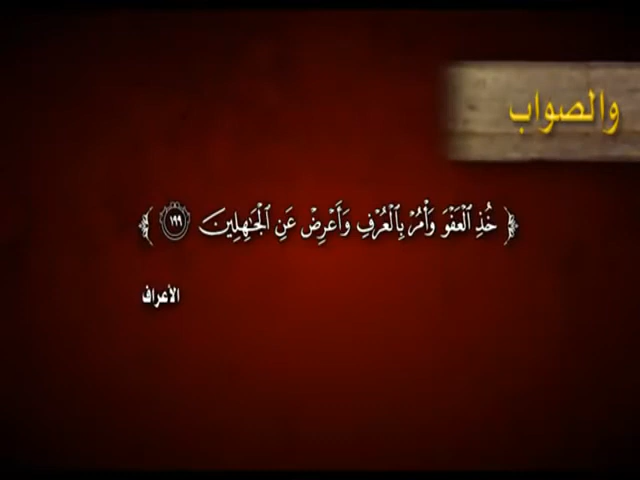 والصواب
﴿ خُذِ ٱلْعَفْوَ وَأْمُرْ بِٱلْعُرْفِ وَأَعْرِضْ عَنِ ٱلْجَٰهِلِينَ ١٩٩ ﴾
الأعراف